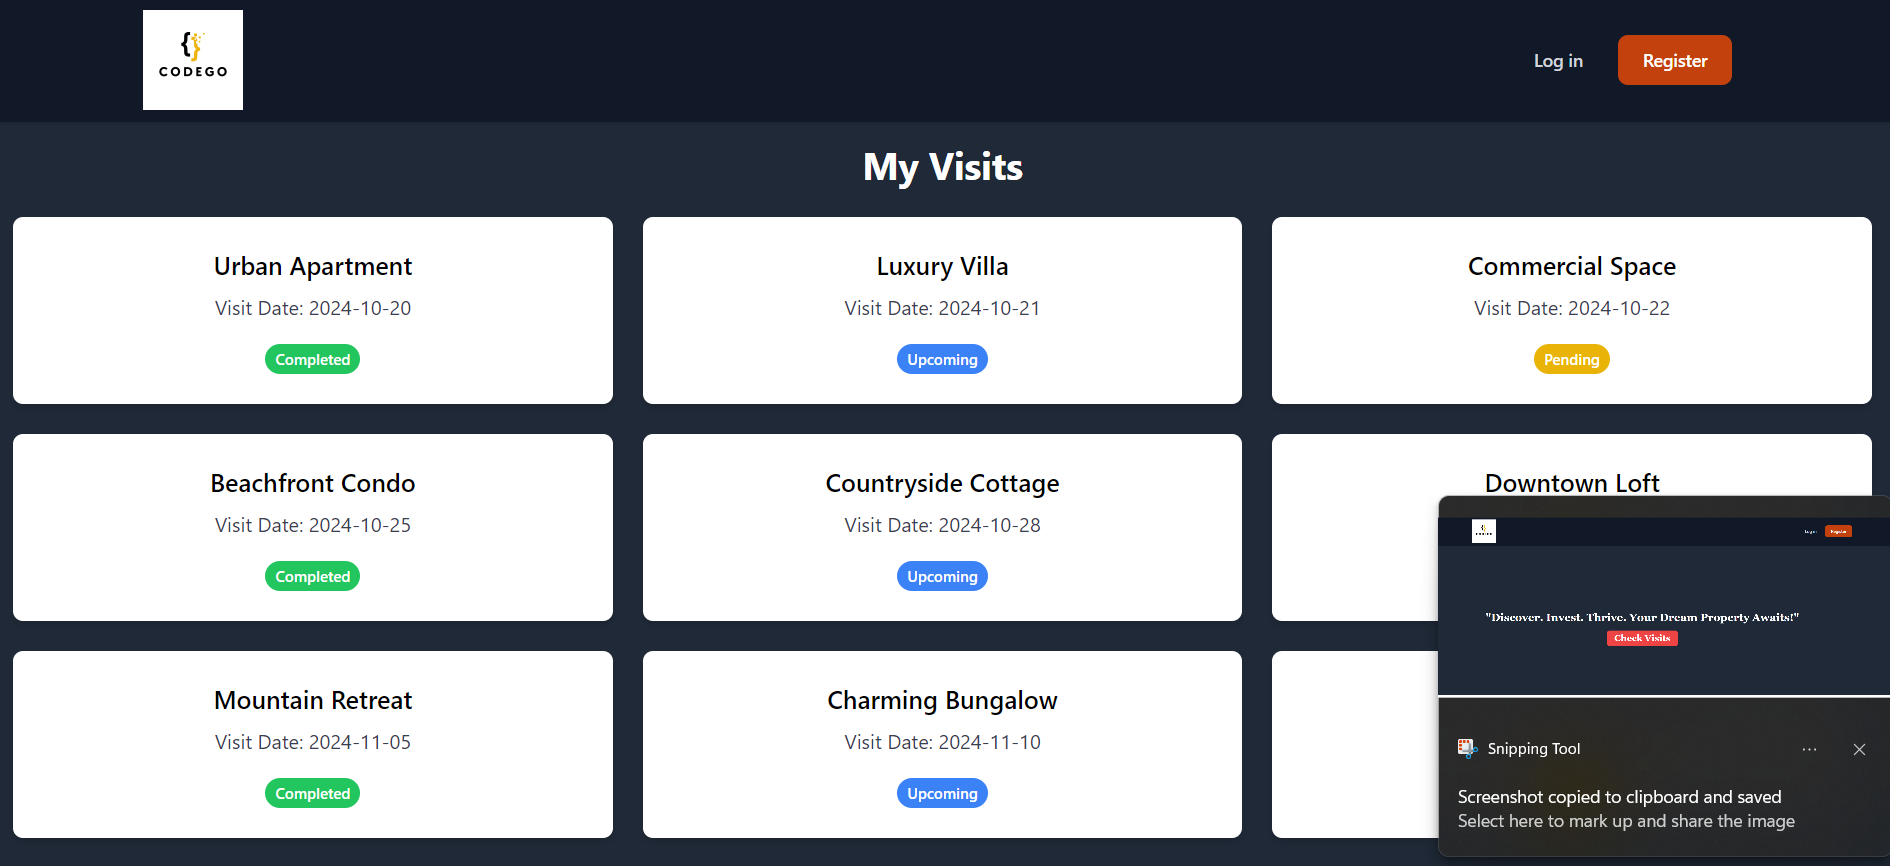 {}
CODEGO
Log in
Register
My Visits
Urban Apartment
Visit Date: 2024-10-20
Completed
Luxury Villa
Visit Date: 2024-10-21
Upcoming
Commercial Space
Visit Date: 2024-10-22
Pending
Beachfront Condo
Visit Date: 2024-10-25
Completed
Countryside Cottage
Visit Date: 2024-10-28
Upcoming
Downtown Loft
Mountain Retreat
Visit Date: 2024-11-05
Completed
Charming Bungalow
Visit Date: 2024-11-10
Upcoming
Log in
Register
"Discover. Invest. Thrive. Your Dream Property Awaits!"
Check Visits
Snipping Tool
Screenshot copied to clipboard and saved
Select here to mark up and share the image